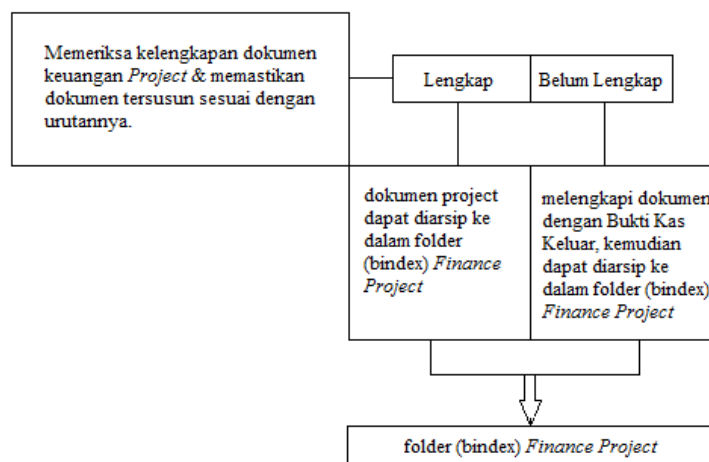 Memeriksa kelengkapan dokumen
keuangan Project & memastikan
dokumen tersusun sesuai dengan
urutannya.
Lengkap
Belum Lengkap
dokumen project
dapat diarsip ke
dalam folder
(bindex) Finance
Project
melengkapi dokumen
dengan Bukti Kas
Keluar, kemudian
dapat diarsip ke
dalam folder (bindex)
Finance Project
folder (bindex) Finance Project